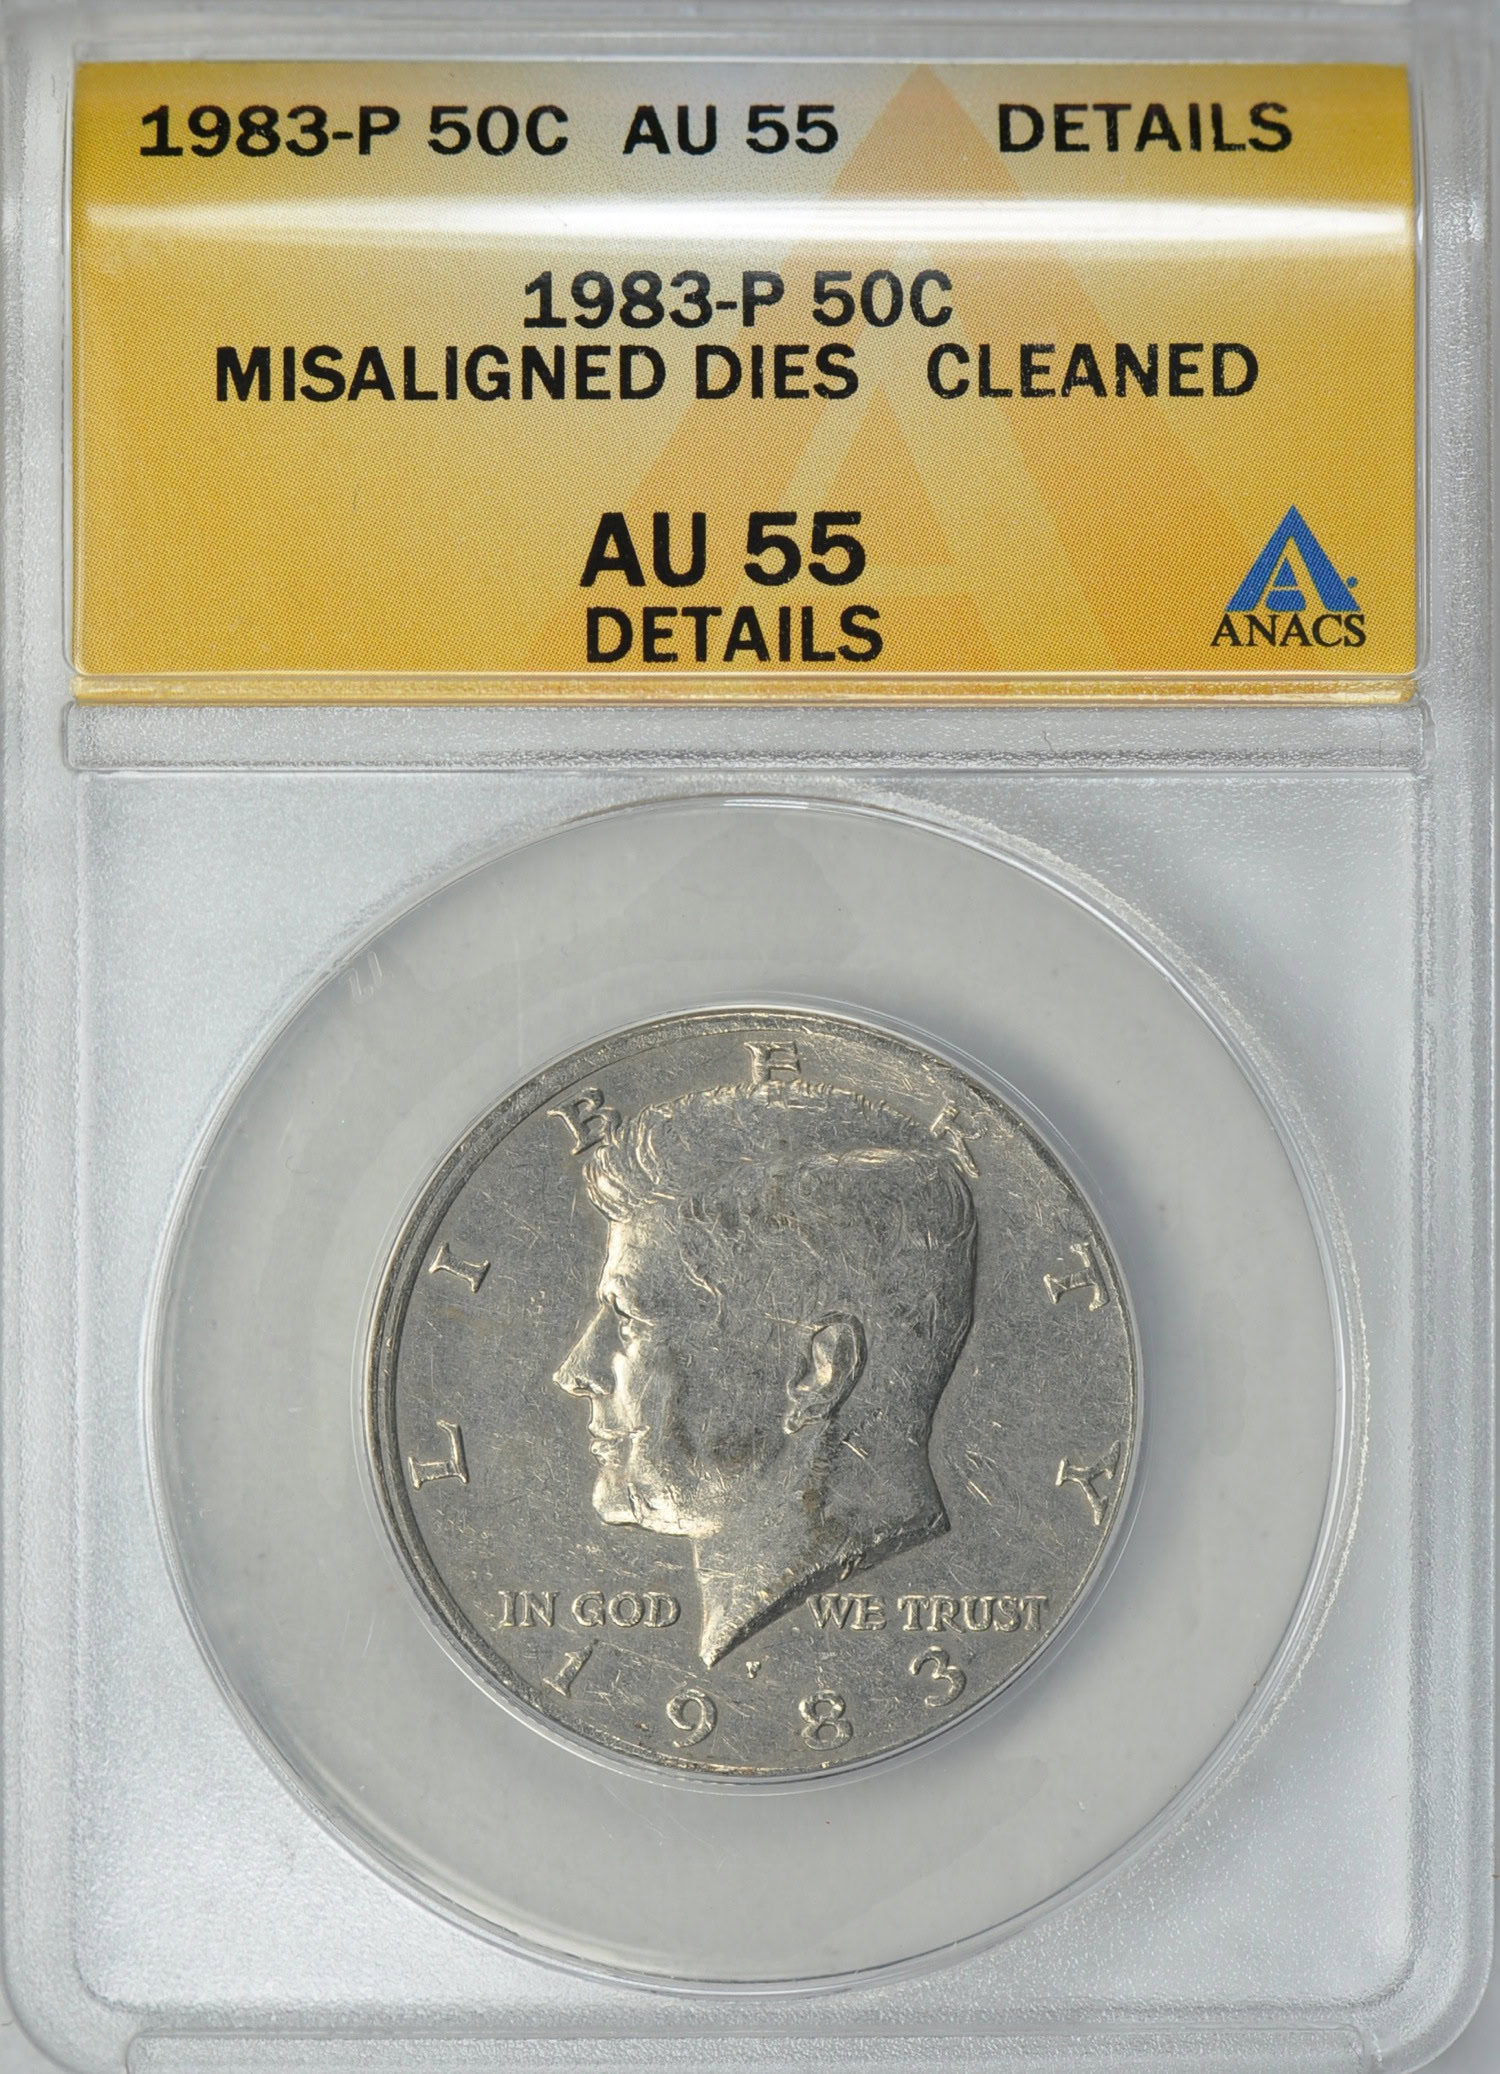 1983-P 50C AU 55 DETAILS
1983-P 50C
MISALIGNED DIES CLEANED
AU 55
DETAILS
ANACS
LIBERTY
IN GOD WE TRUST
P
1983